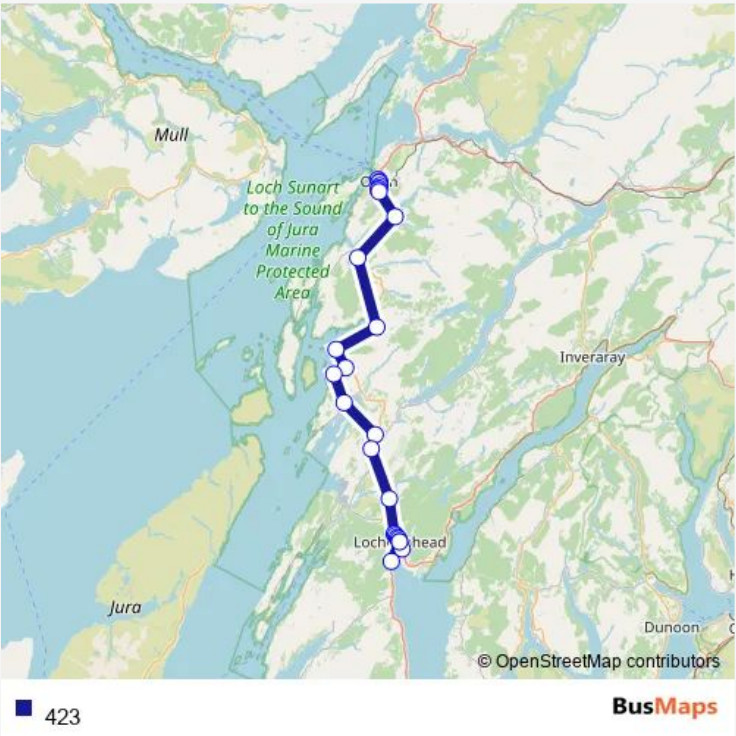 Mull
Loch Sunart
to the Sound
of Jura
Marine
Protected
Area
Inveraray
Jura
Dunoon
© OpenStreetMap contributors
423
BusMaps